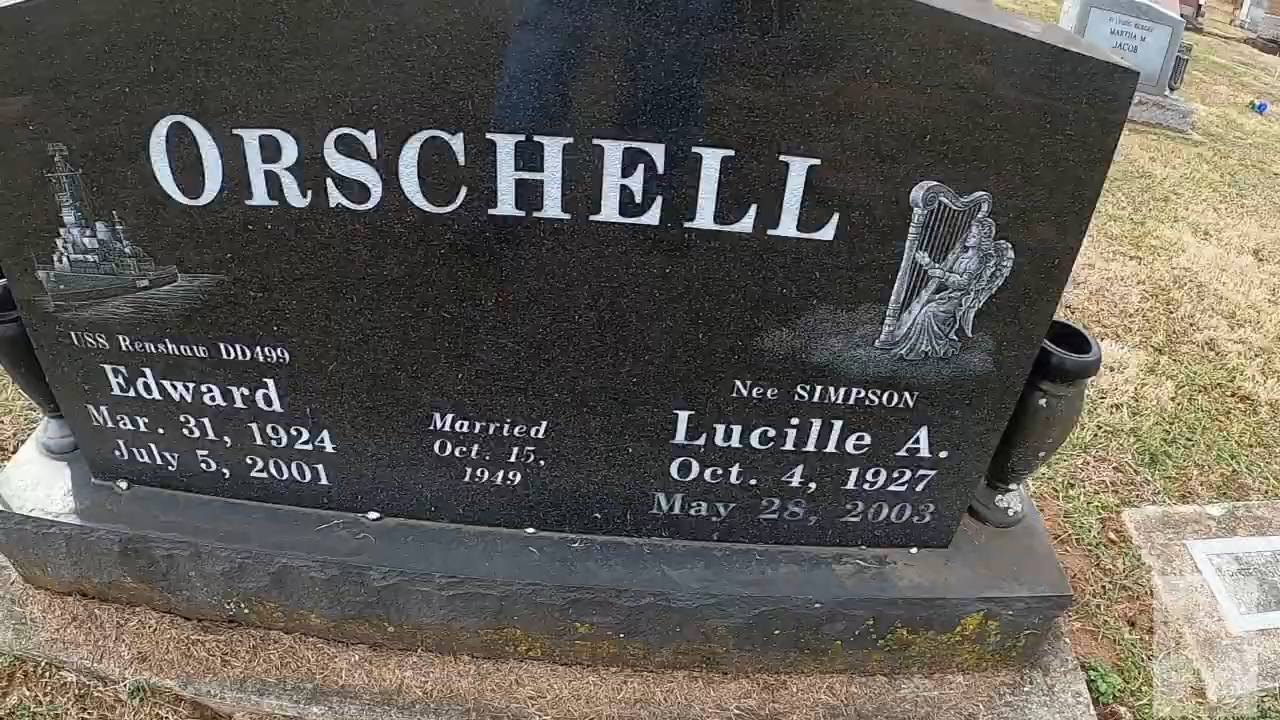 ORSCHELL
USS Renshaw DD499
Edward
Mar. 31, 1924
July 5, 2001
Married
Oct. 15,
1949
Nee SIMPSON
Lucille A.
Oct. 4, 1927
May 28, 2003
MARTHA M.
JACOB